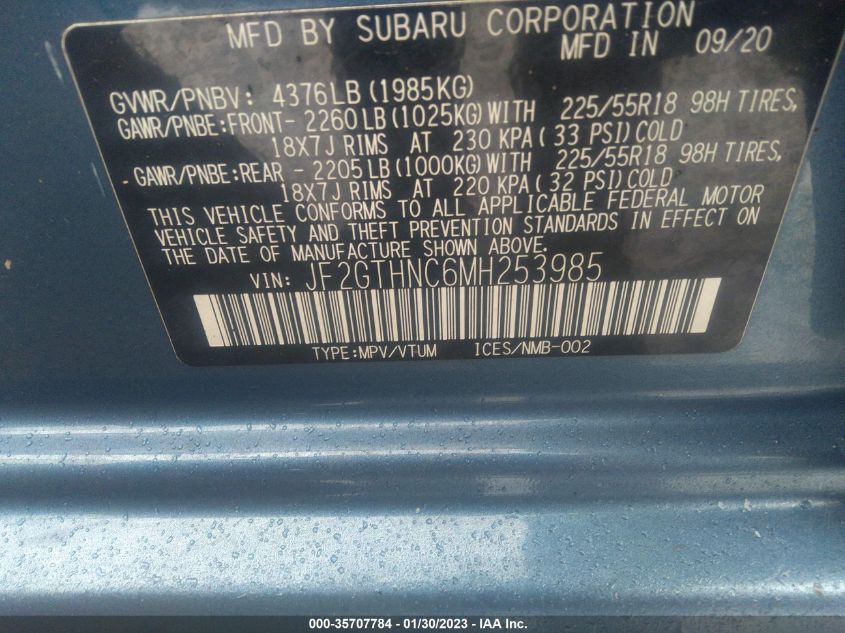 MFD BY SUBARU CORPORATION
MFD IN 09/20
GVWR/PNBV: 4376LB (1985KG)
GAWR/PNBE:FRONT- 2260LB (1025KG) WITH 225/55R18 98H TIRES,
18X7J RIMS AT 230 KPA ( 33 PSI) COLD
GAWR/PNBE:REAR - 2205LB (1000KG) WITH 225/55R18 98H TIRES,
18X7J RIMS AT 220 KPA ( 32 PSI) COLD
THIS VEHICLE CONFORMS TO ALL APPLICABLE FEDERAL MOTOR
VEHICLE SAFETY AND THEFT PREVENTION STANDARDS IN EFFECT ON
THE DATE OF MANUFACTURE SHOWN ABOVE.
VIN: JF2GTHNC6MH253985
TYPE:MPV/VTUM ICES/NMB-002
000-35707784 - 01/30/2023 - IAA Inc.